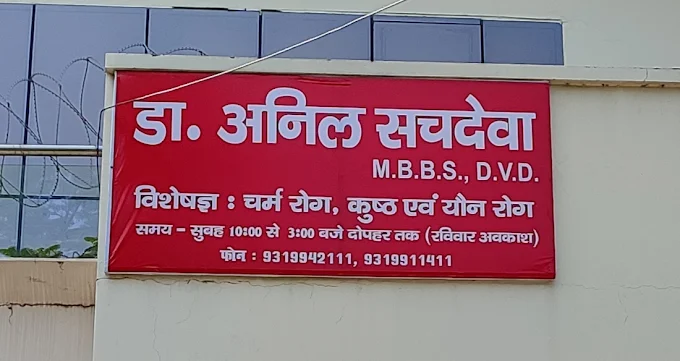 डा. अनिल सचदेवा
M.B.B.S., D.V.D.
विशेषज्ञ : चर्म रोग, कुष्ठ एवं यौन रोग
समय - सुबह 10:00 से 3:00 बजे दोपहर तक (रविवार अवकाश)
फोन : 9319942111, 9319911411